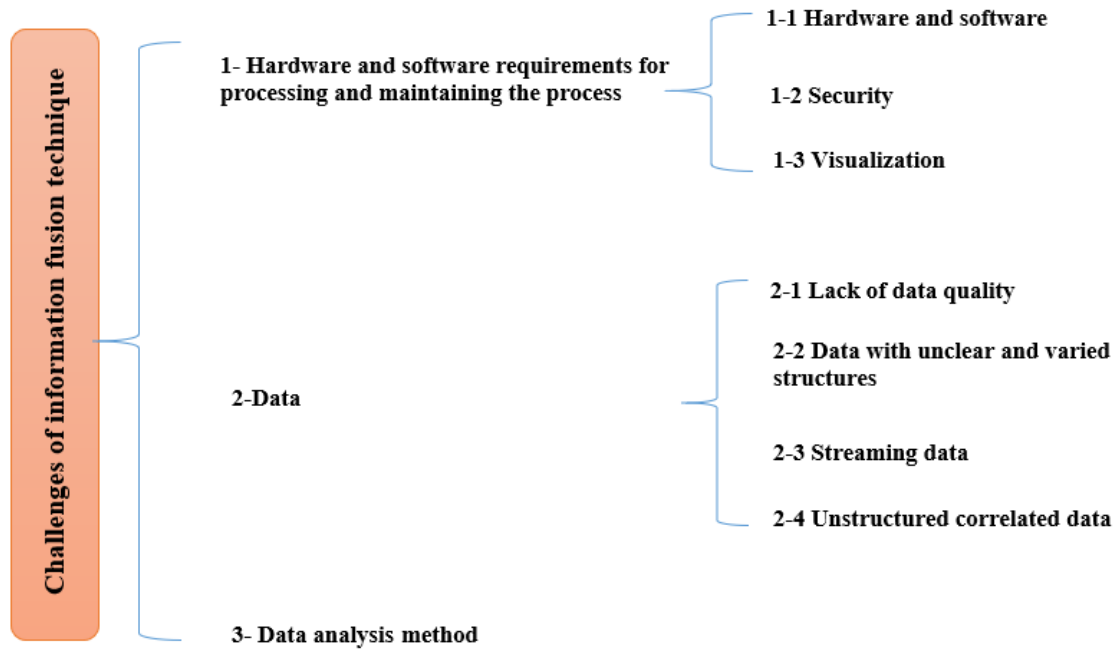 Challenges of information fusion technique
1- Hardware and software requirements for
processing and maintaining the process
1-1 Hardware and software
1-2 Security
1-3 Visualization
2-Data
2-1 Lack of data quality
2-2 Data with unclear and varied
structures
2-3 Streaming data
2-4 Unstructured correlated data
3- Data analysis method